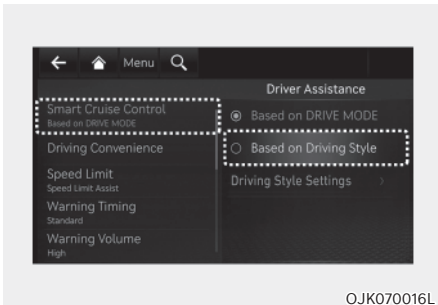 Menu
Driver Assistance
Smart Cruise Control
Based on DRIVE MODE
Driving Convenience
Speed Limit
Speed Limit Assist
Warning Timing
Standard
Warning Volume
High
Based on DRIVE MODE
Based on Driving Style
Driving Style Settings
OJK070016L